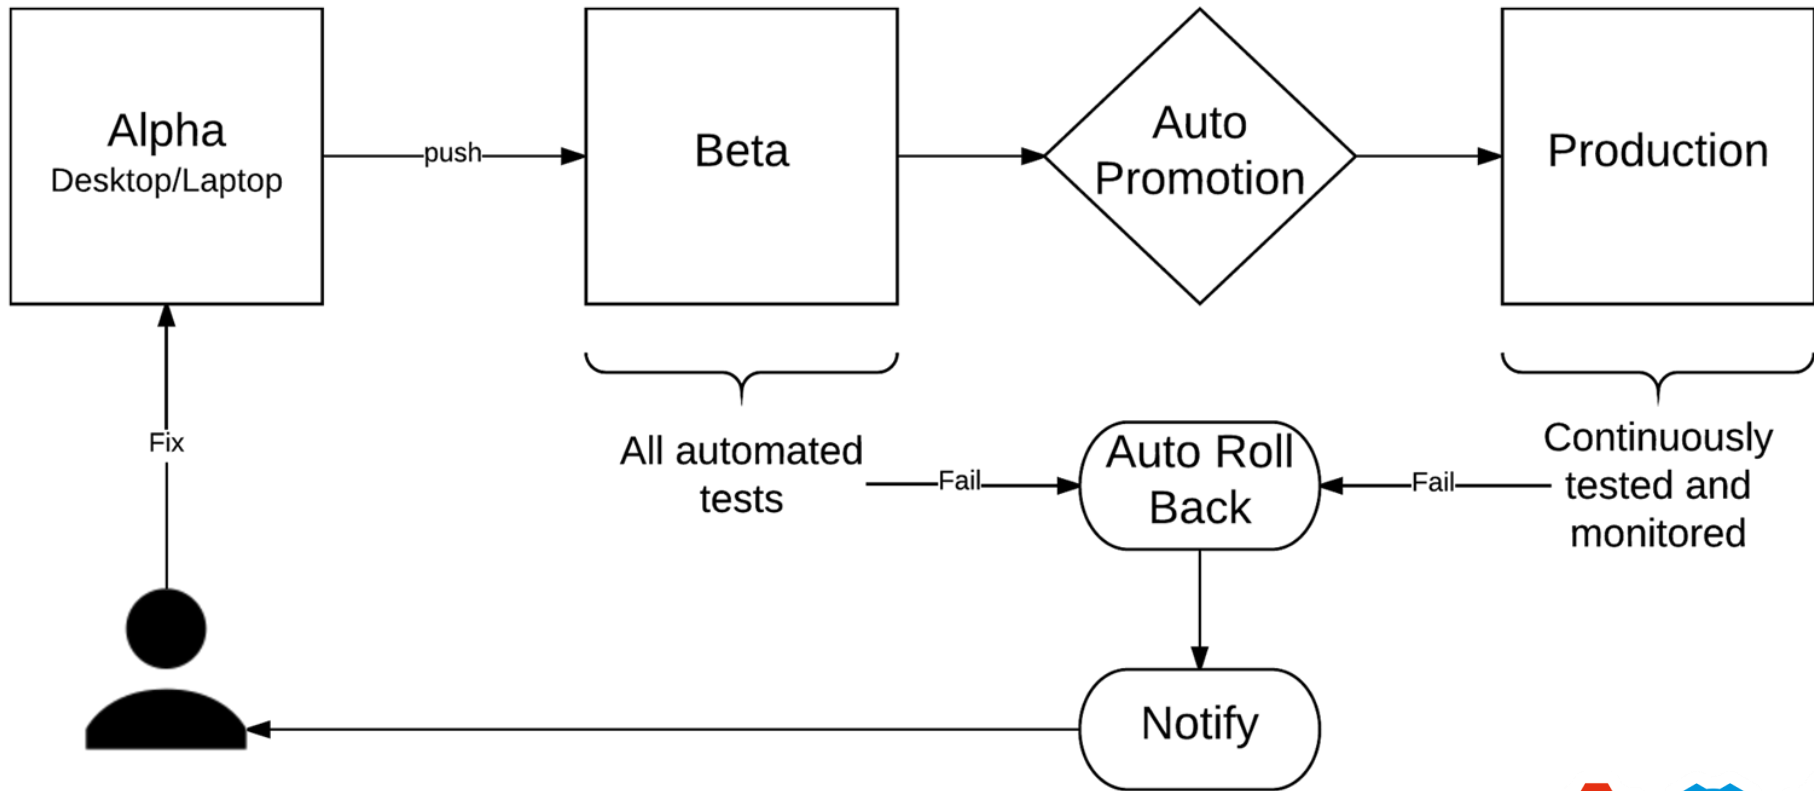 Alpha
Desktop/Laptop
push
Beta
Auto
Promotion
Production
Fix
All automated
tests
Fail
Auto Roll
Back
Fail
Continuously
tested and
monitored
Notify